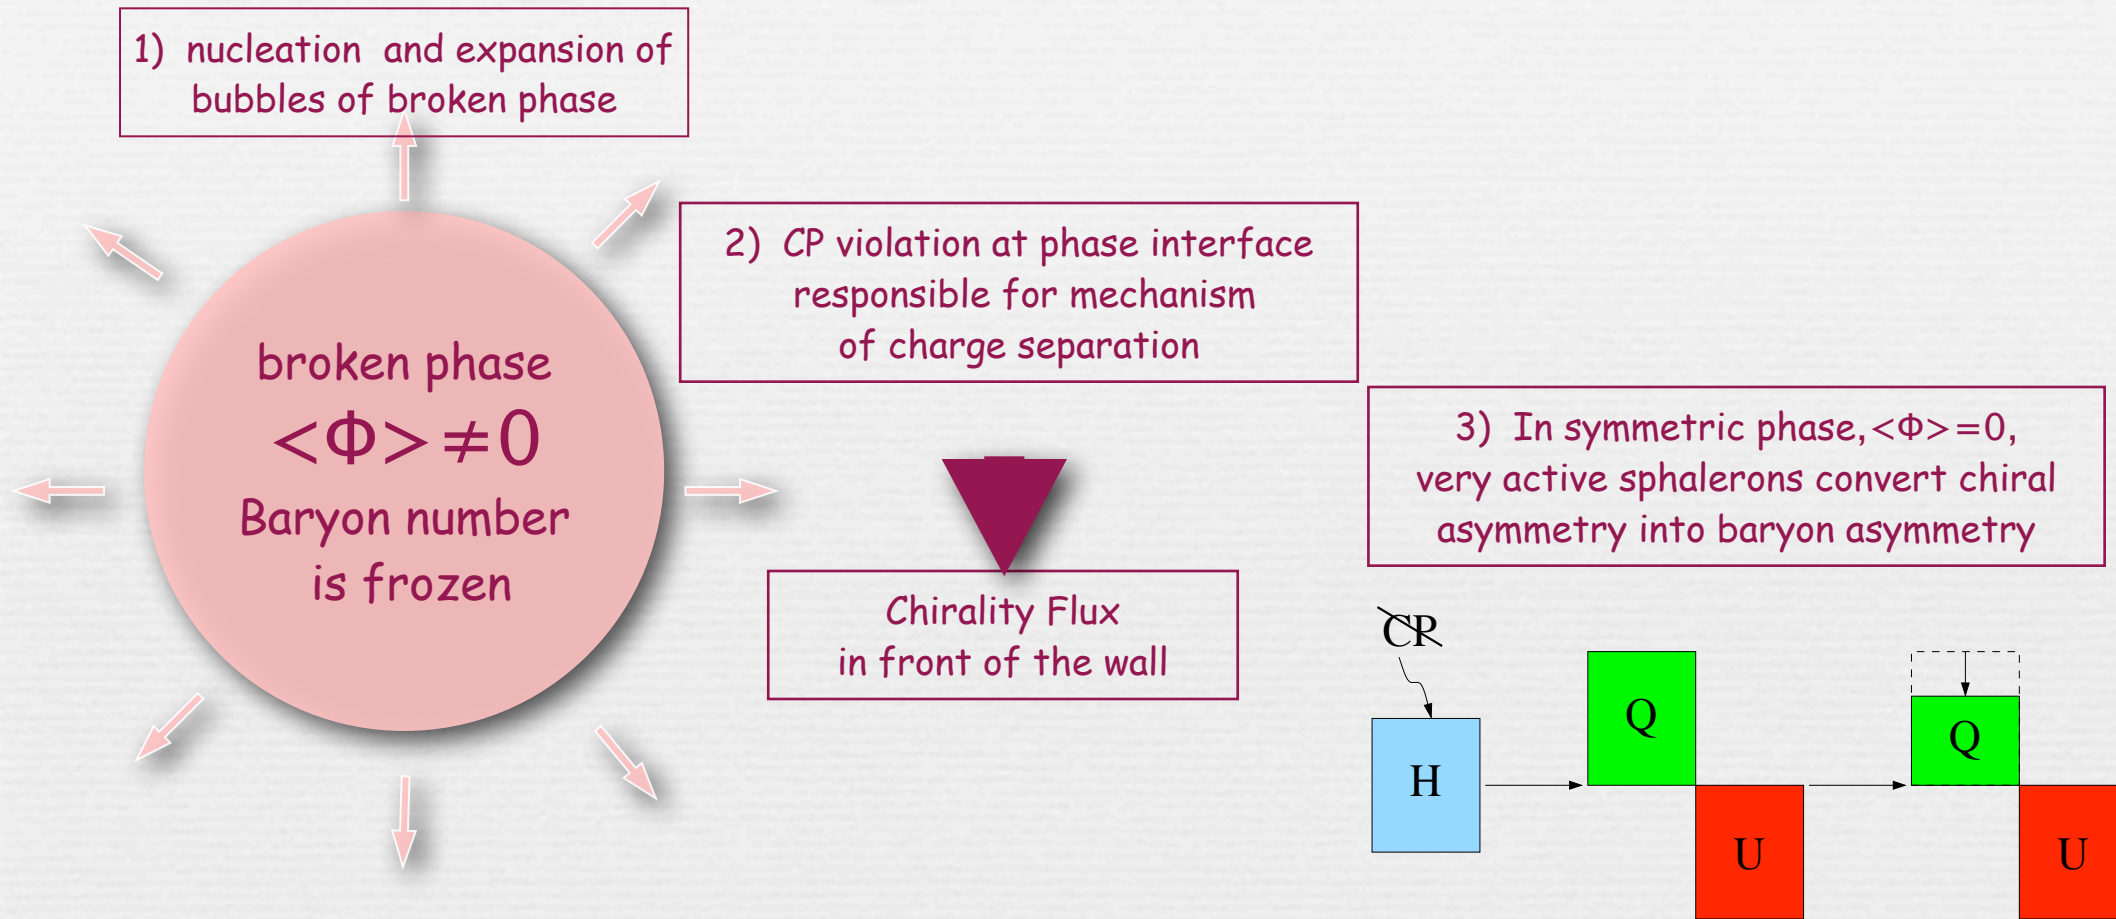 1)  nucleation  and expansion of
bubbles of broken phase
2)  CP violation at phase interface
responsible for mechanism
of charge separation
broken phase
<Φ> ≠0
Baryon number
is frozen
3)  In symmetric phase,<Φ>=0,
very active sphalerons convert chiral
asymmetry into baryon asymmetry
Chirality Flux
in front of the wall
CP
H
Q
U
Q
U